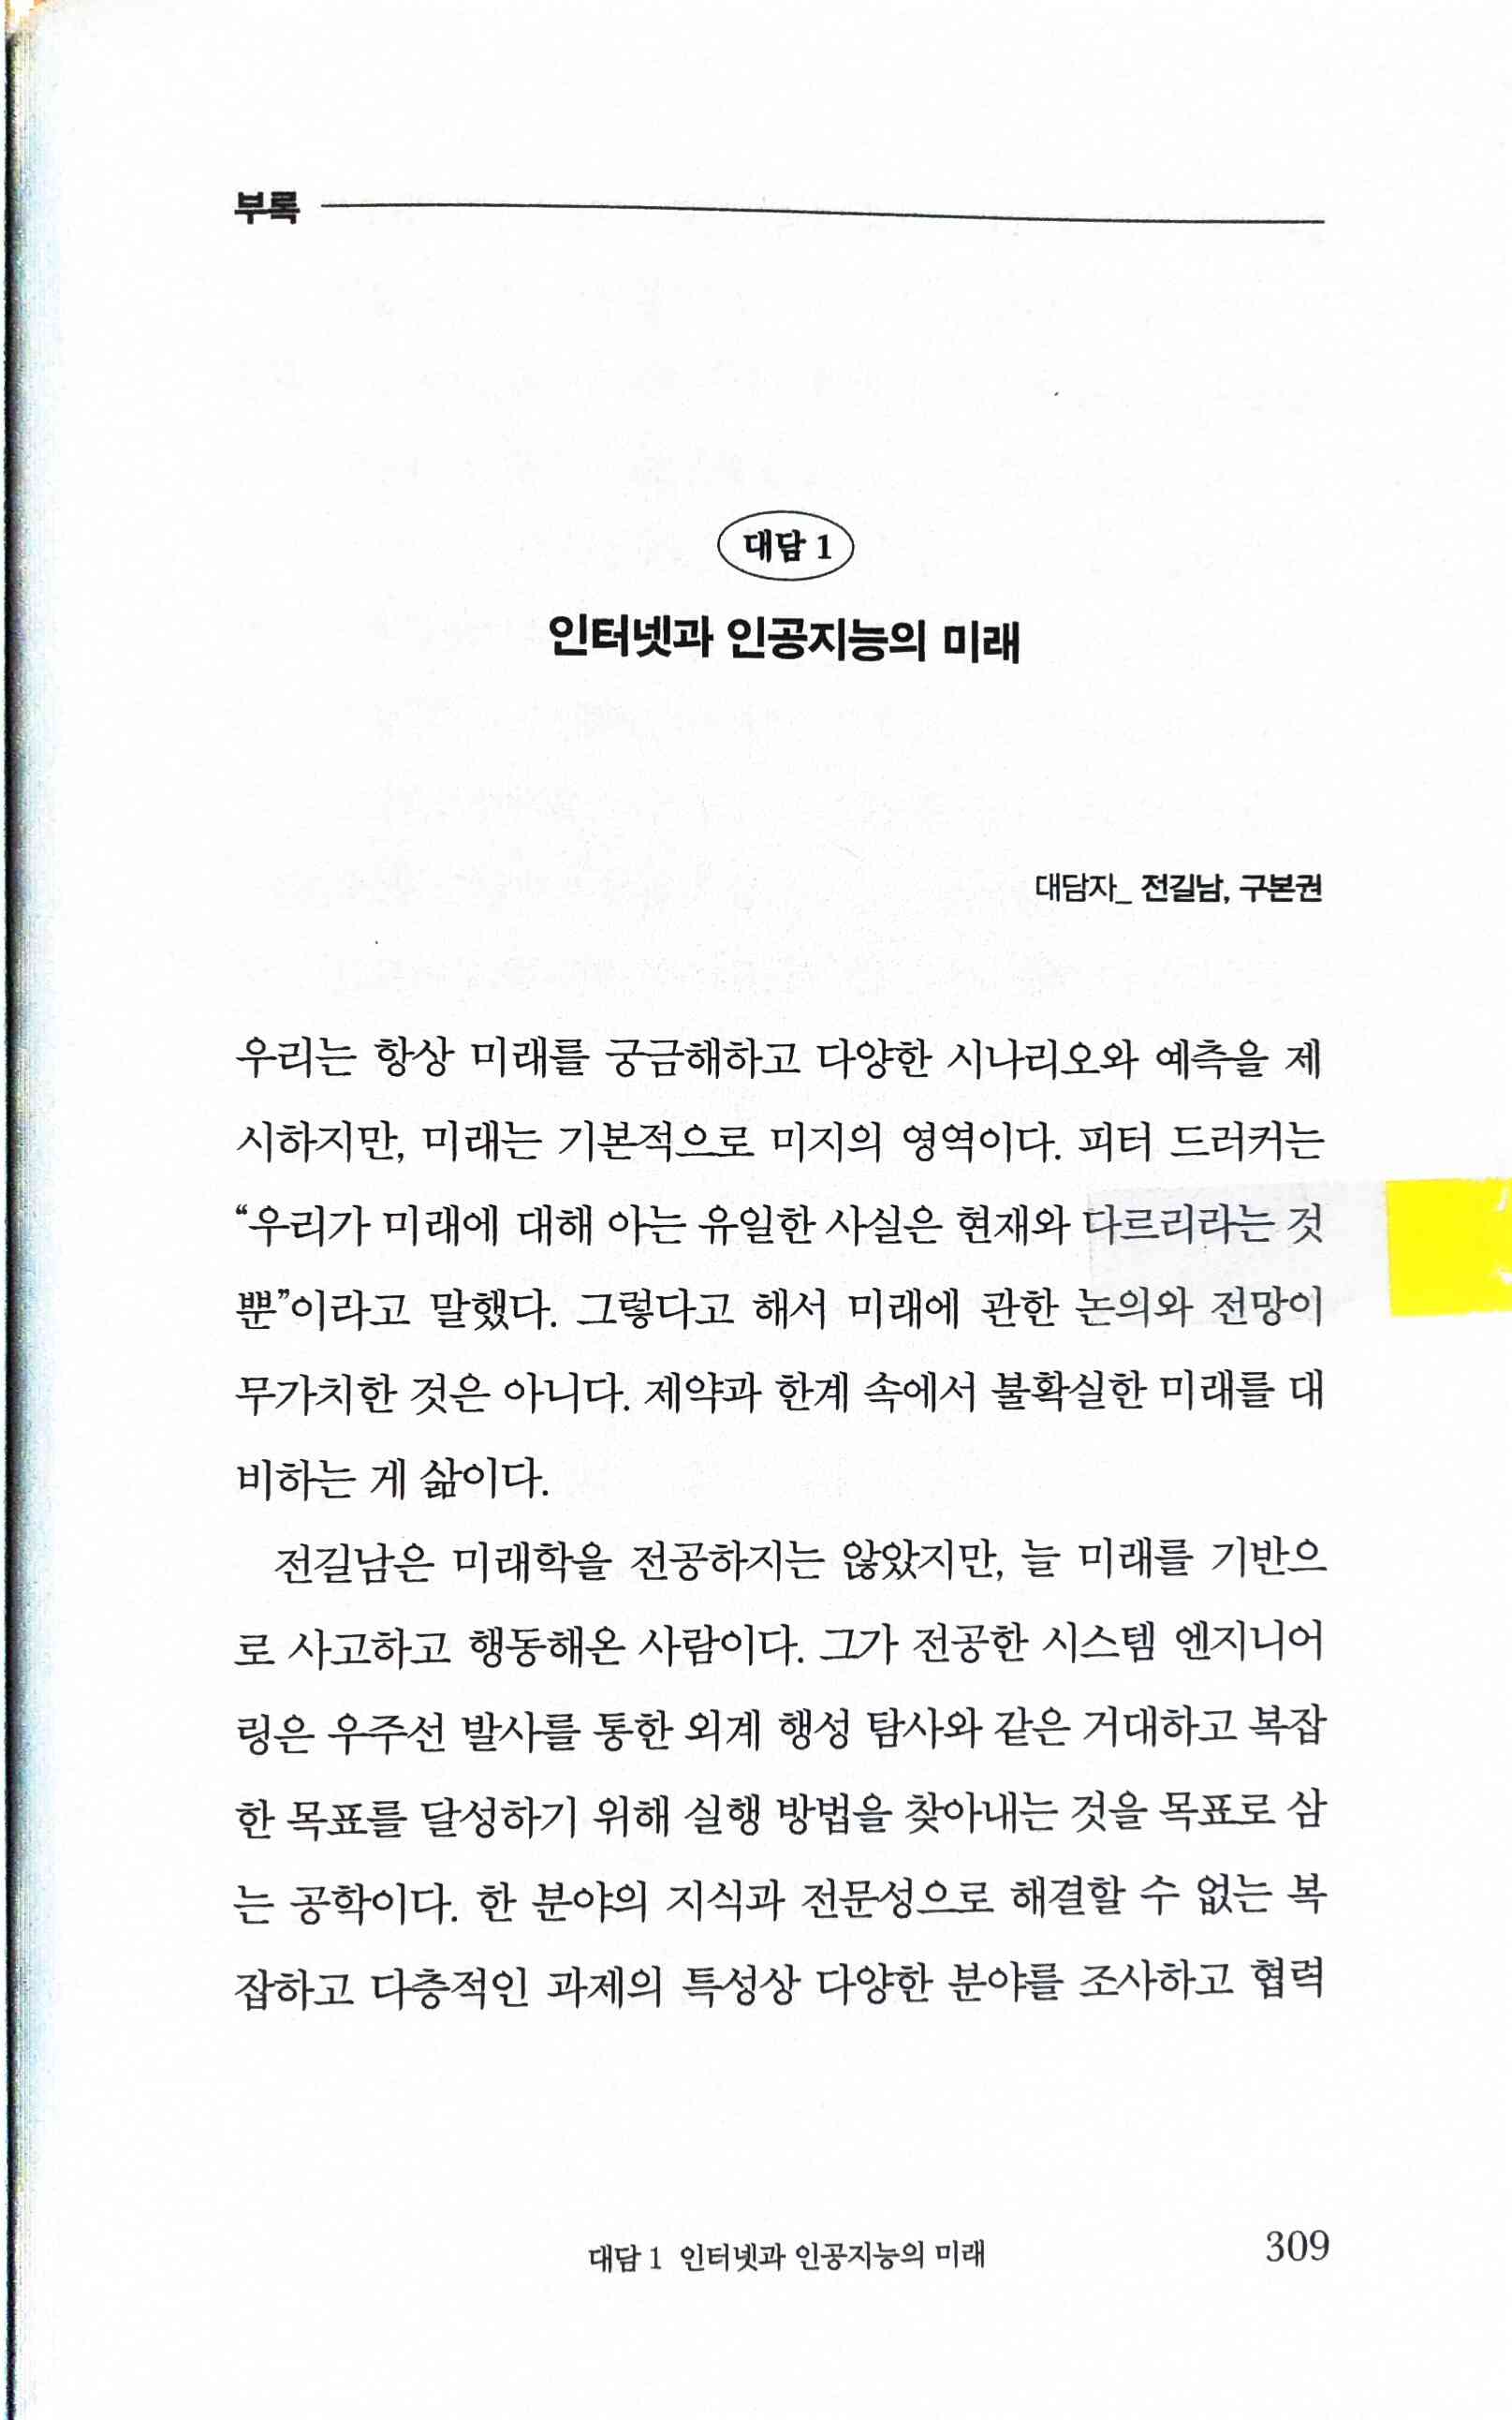 부록
대담 1
인터넷과 인공지능의 미래
대담자_ 전길남, 구본권
우리는 항상 미래를 궁금해하고 다양한 시나리오와 예측을 제
시하지만, 미래는 기본적으로 미지의 영역이다. 피터 드러커는
“우리가 미래에 대해 아는 유일한 사실은 현재와 다르리라는 것
뿐”이라고 말했다. 그렇다고 해서 미래에 관한 논의와 전망이
무가치한 것은 아니다. 제약과 한계 속에서 불확실한 미래를 대
비하는 게 삶이다.
전길남은 미래학을 전공하지는 않았지만, 늘 미래를 기반으
로 사고하고 행동해온 사람이다. 그가 전공한 시스템 엔지니어
링은 우주선 발사를 통한 외계 행성 탐사와 같은 거대하고 복잡
한 목표를 달성하기 위해 실행 방법을 찾아내는 것을 목표로 삼
는 공학이다. 한 분야의 지식과 전문성으로 해결할 수 없는 복
잡하고 다층적인 과제의 특성상 다양한 분야를 조사하고 협력
대담 1 인터넷과 인공지능의 미래
309